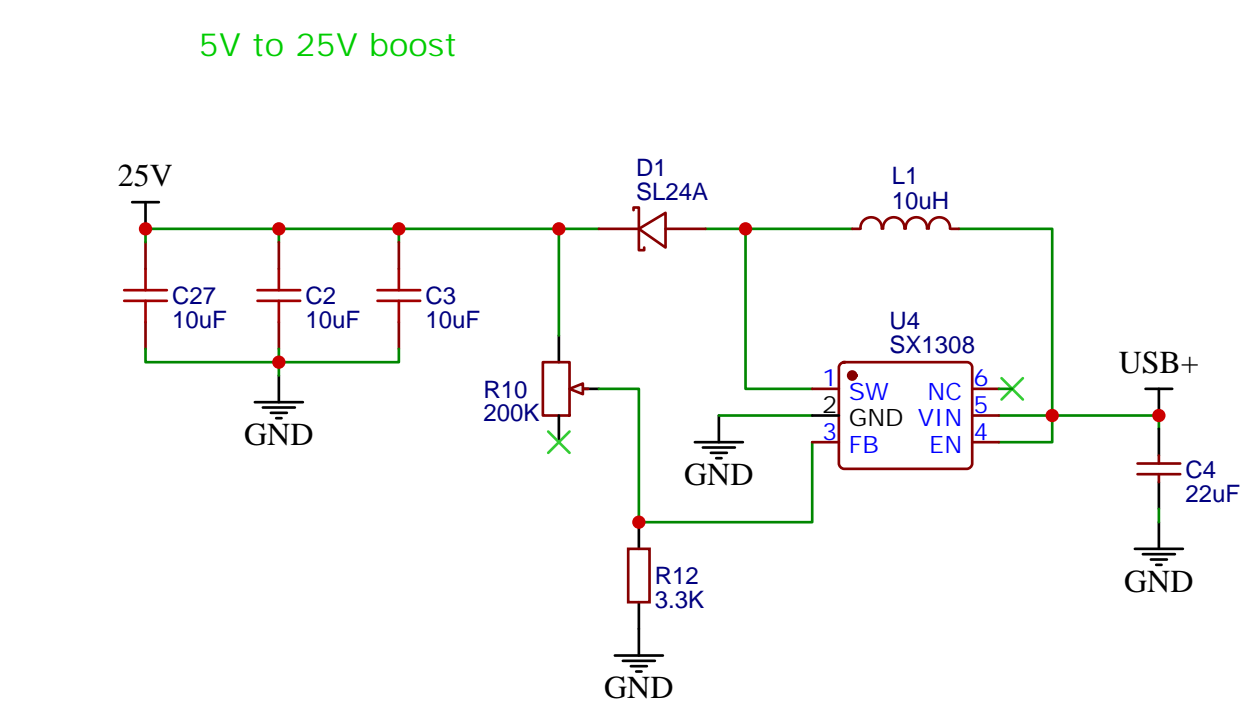 5V to 25V boost
25V
D1
SL24A
L1
10uH
C27
10uF
C2
10uF
C3
10uF
U4
SX1308
USB+
R10
200K
1
SW
NC
6
2
GND
VIN
5
3
FB
EN
4
GND
GND
C4
22uF
R12
3.3K
GND
GND